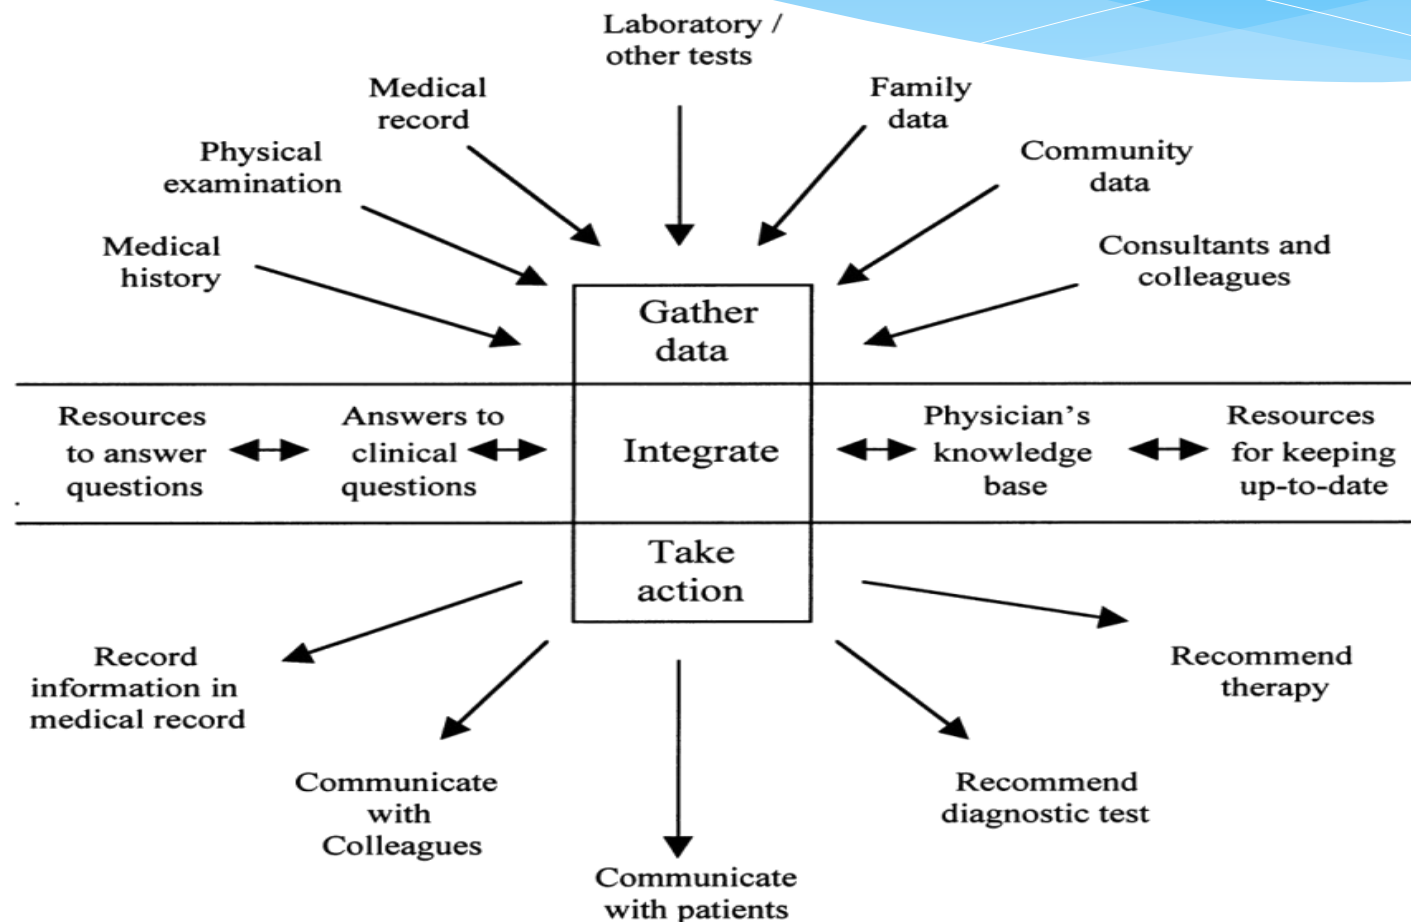 Laboratory /
other tests
Medical
record
Family
data
Physical
examination
Community
data
Medical
history
Consultants and
colleagues
Gather
data
Resources
to answer
questions
Answers to
clinical
questions
Integrate
Physician's
knowledge
base
Resources
for keeping
up-to-date
Take
action
Record
information in
medical record
Recommend
therapy
Communicate
with
Colleagues
Recommend
diagnostic test
Communicate
with patients